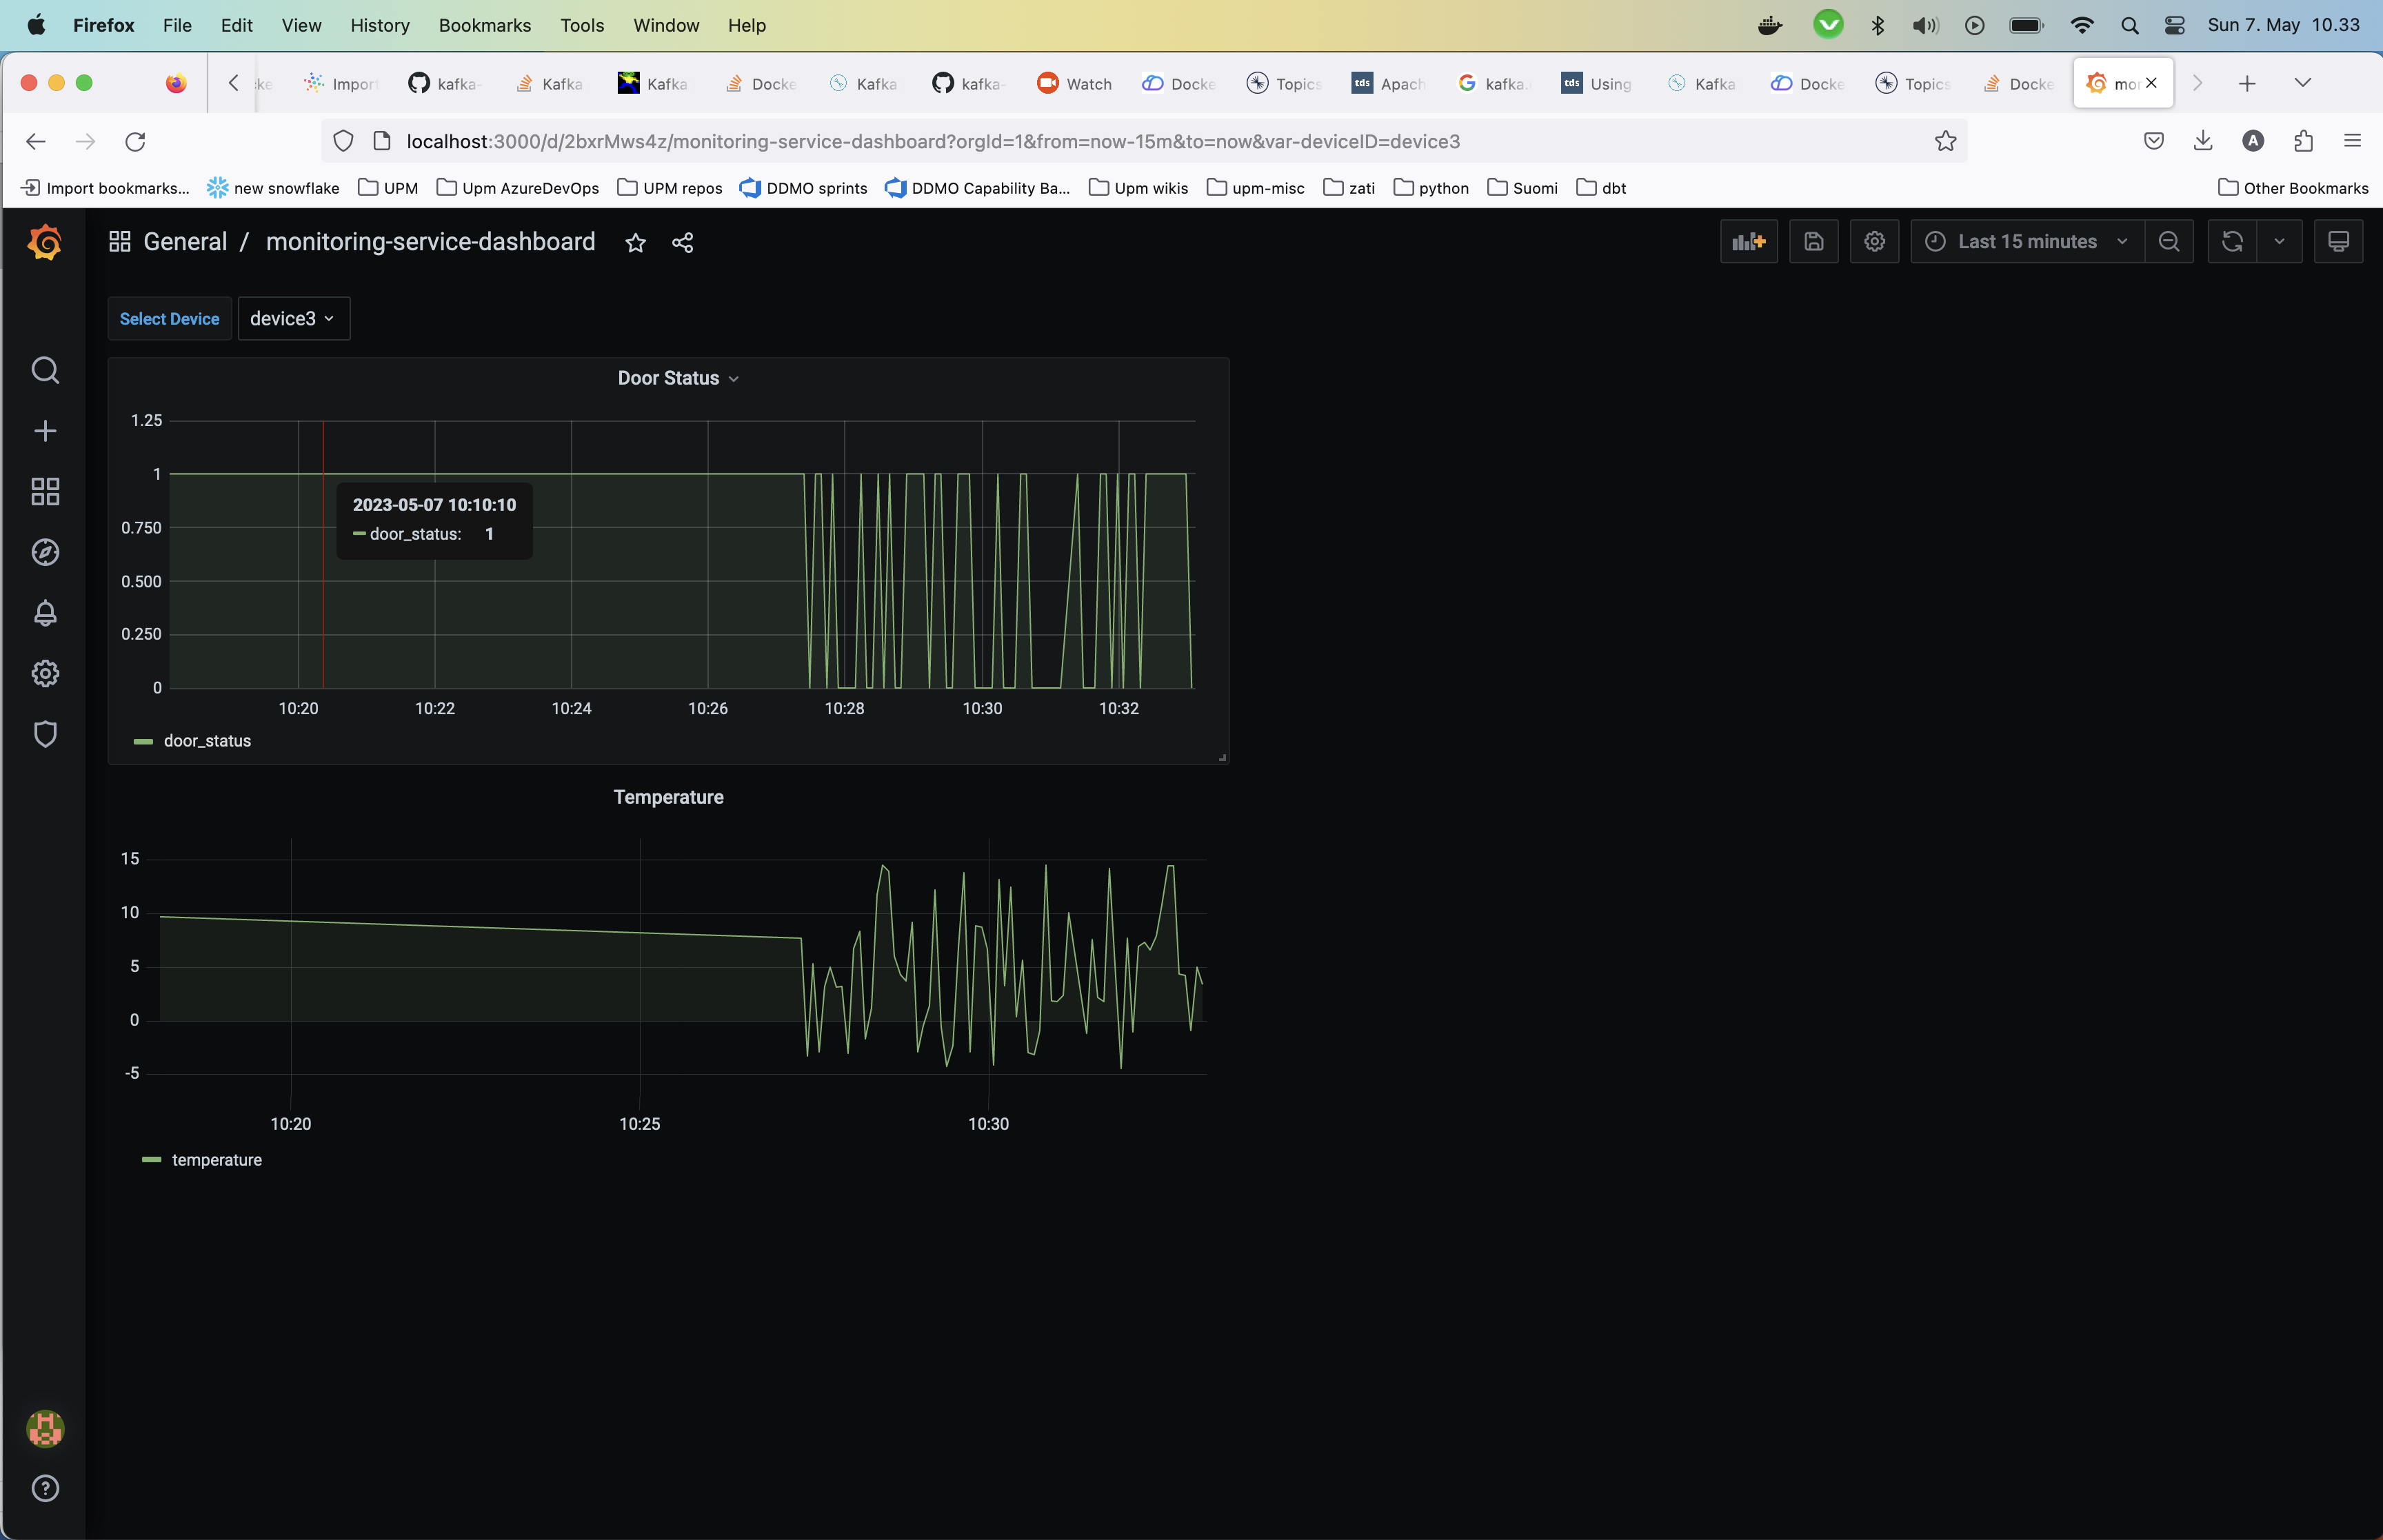 Firefox File Edit View History Bookmarks Tools Window Help Sun 7. May 10.33
cke Import kafka- Kafka Kafka Docke Kafka kafka- Watch Docke Topics tds Apach kafka. tds Using Kafka Docke Topics Docke mor
localhost:3000/d/2bxrMws4z/monitoring-service-dashboard?orgId=1&from=now-15m&to=now&var-deviceID=device3 A
Import bookmarks... new snowflake UPM Upm AzureDevOps UPM repos DDMO sprints DDMO Capability Ba... Upm wikis upm-misc zati python Suomi dbt Other Bookmarks
General / monitoring-service-dashboard Last 15 minutes
Select Device device3
Door Status
1.25
1
2023-05-07 10:10:10
0.750
door_status: 1
0.500
0.250
0
10:20 10:22 10:24 10:26 10:28 10:30 10:32
door_status
Temperature
15
10
5
0
-5
10:20 10:25 10:30
temperature